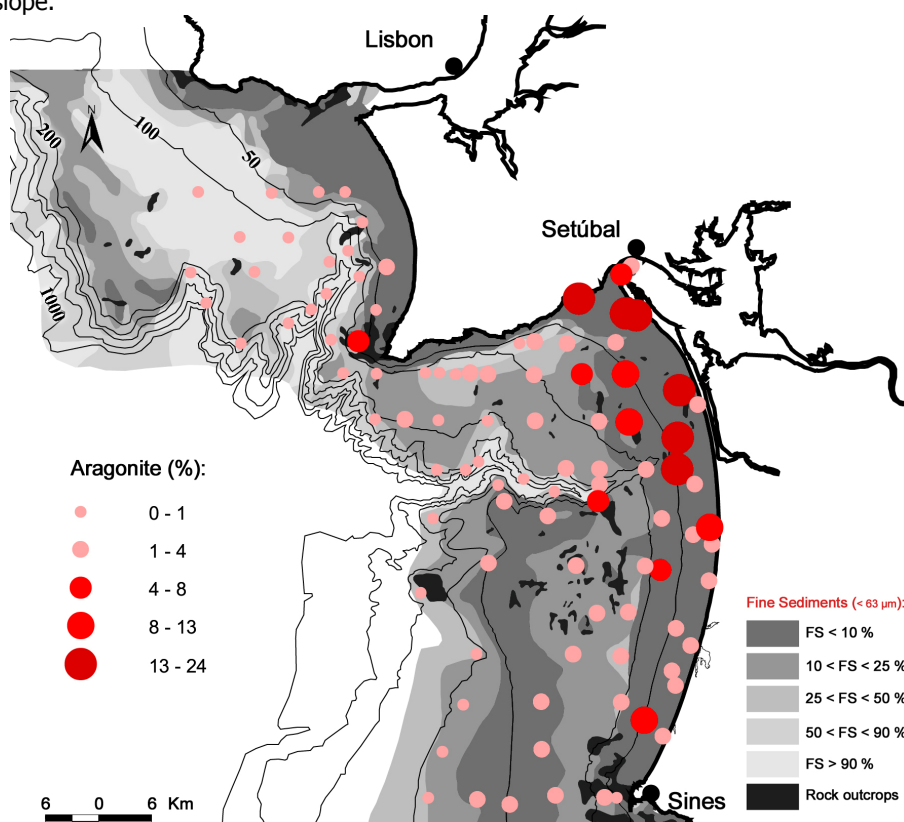 slope.
Lisbon
N
200
100
50
1000
Setúbal
Aragonite (%):
0 - 1
1 - 4
4 - 8
8 - 13
13 - 24
Fine Sediments (< 63 µm):
FS < 10 %
10 < FS < 25 %
25 < FS < 50 %
50 < FS < 90 %
FS > 90 %
Rock outcrops
6 0 6 Km
Sines